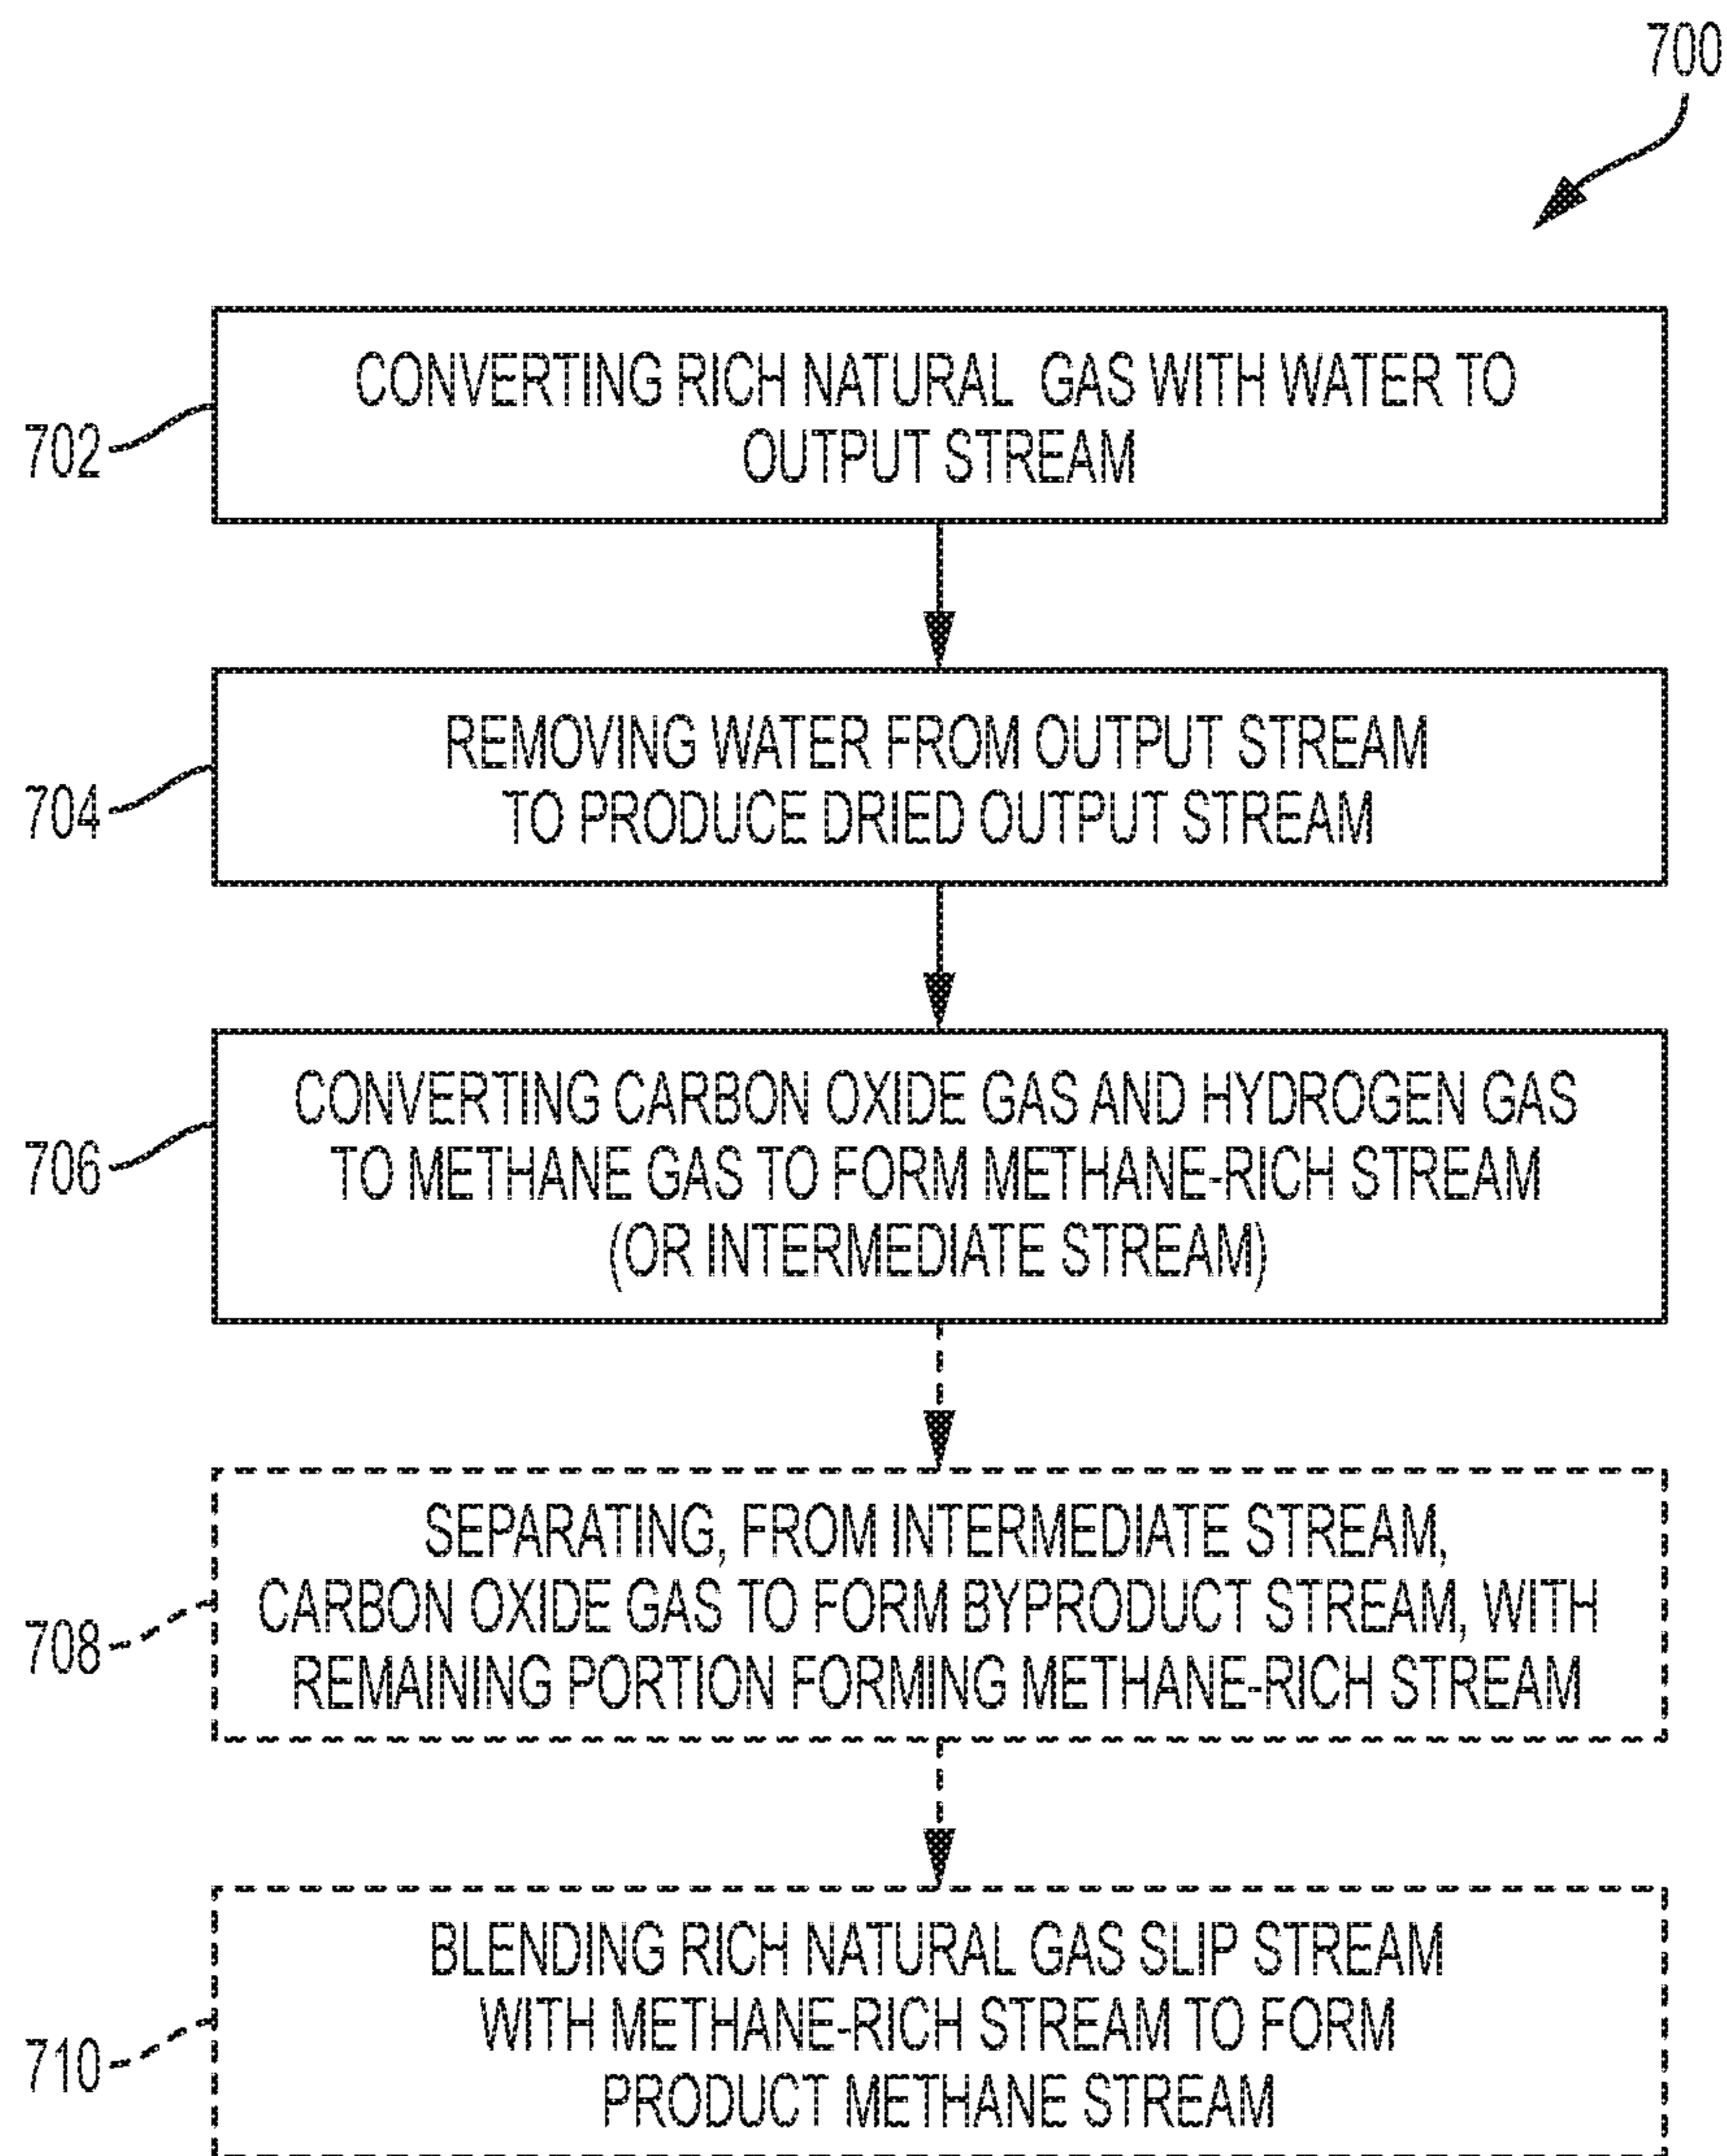 700
702
CONVERTING RICH NATURAL GAS WITH WATER TO
OUTPUT STREAM
704
REMOVING WATER FROM OUTPUT STREAM
TO PRODUCE DRIED OUTPUT STREAM
706
CONVERTING CARBON OXIDE GAS AND HYDROGEN GAS
TO METHANE GAS TO FORM METHANE-RICH STREAM
(OR INTERMEDIATE STREAM)
708
SEPARATING, FROM INTERMEDIATE STREAM,
CARBON OXIDE GAS TO FORM BYPRODUCT STREAM, WITH
REMAINING PORTION FORMING METHANE-RICH STREAM
710
BLENDING RICH NATURAL GAS SLIP STREAM
WITH METHANE-RICH STREAM TO FORM
PRODUCT METHANE STREAM